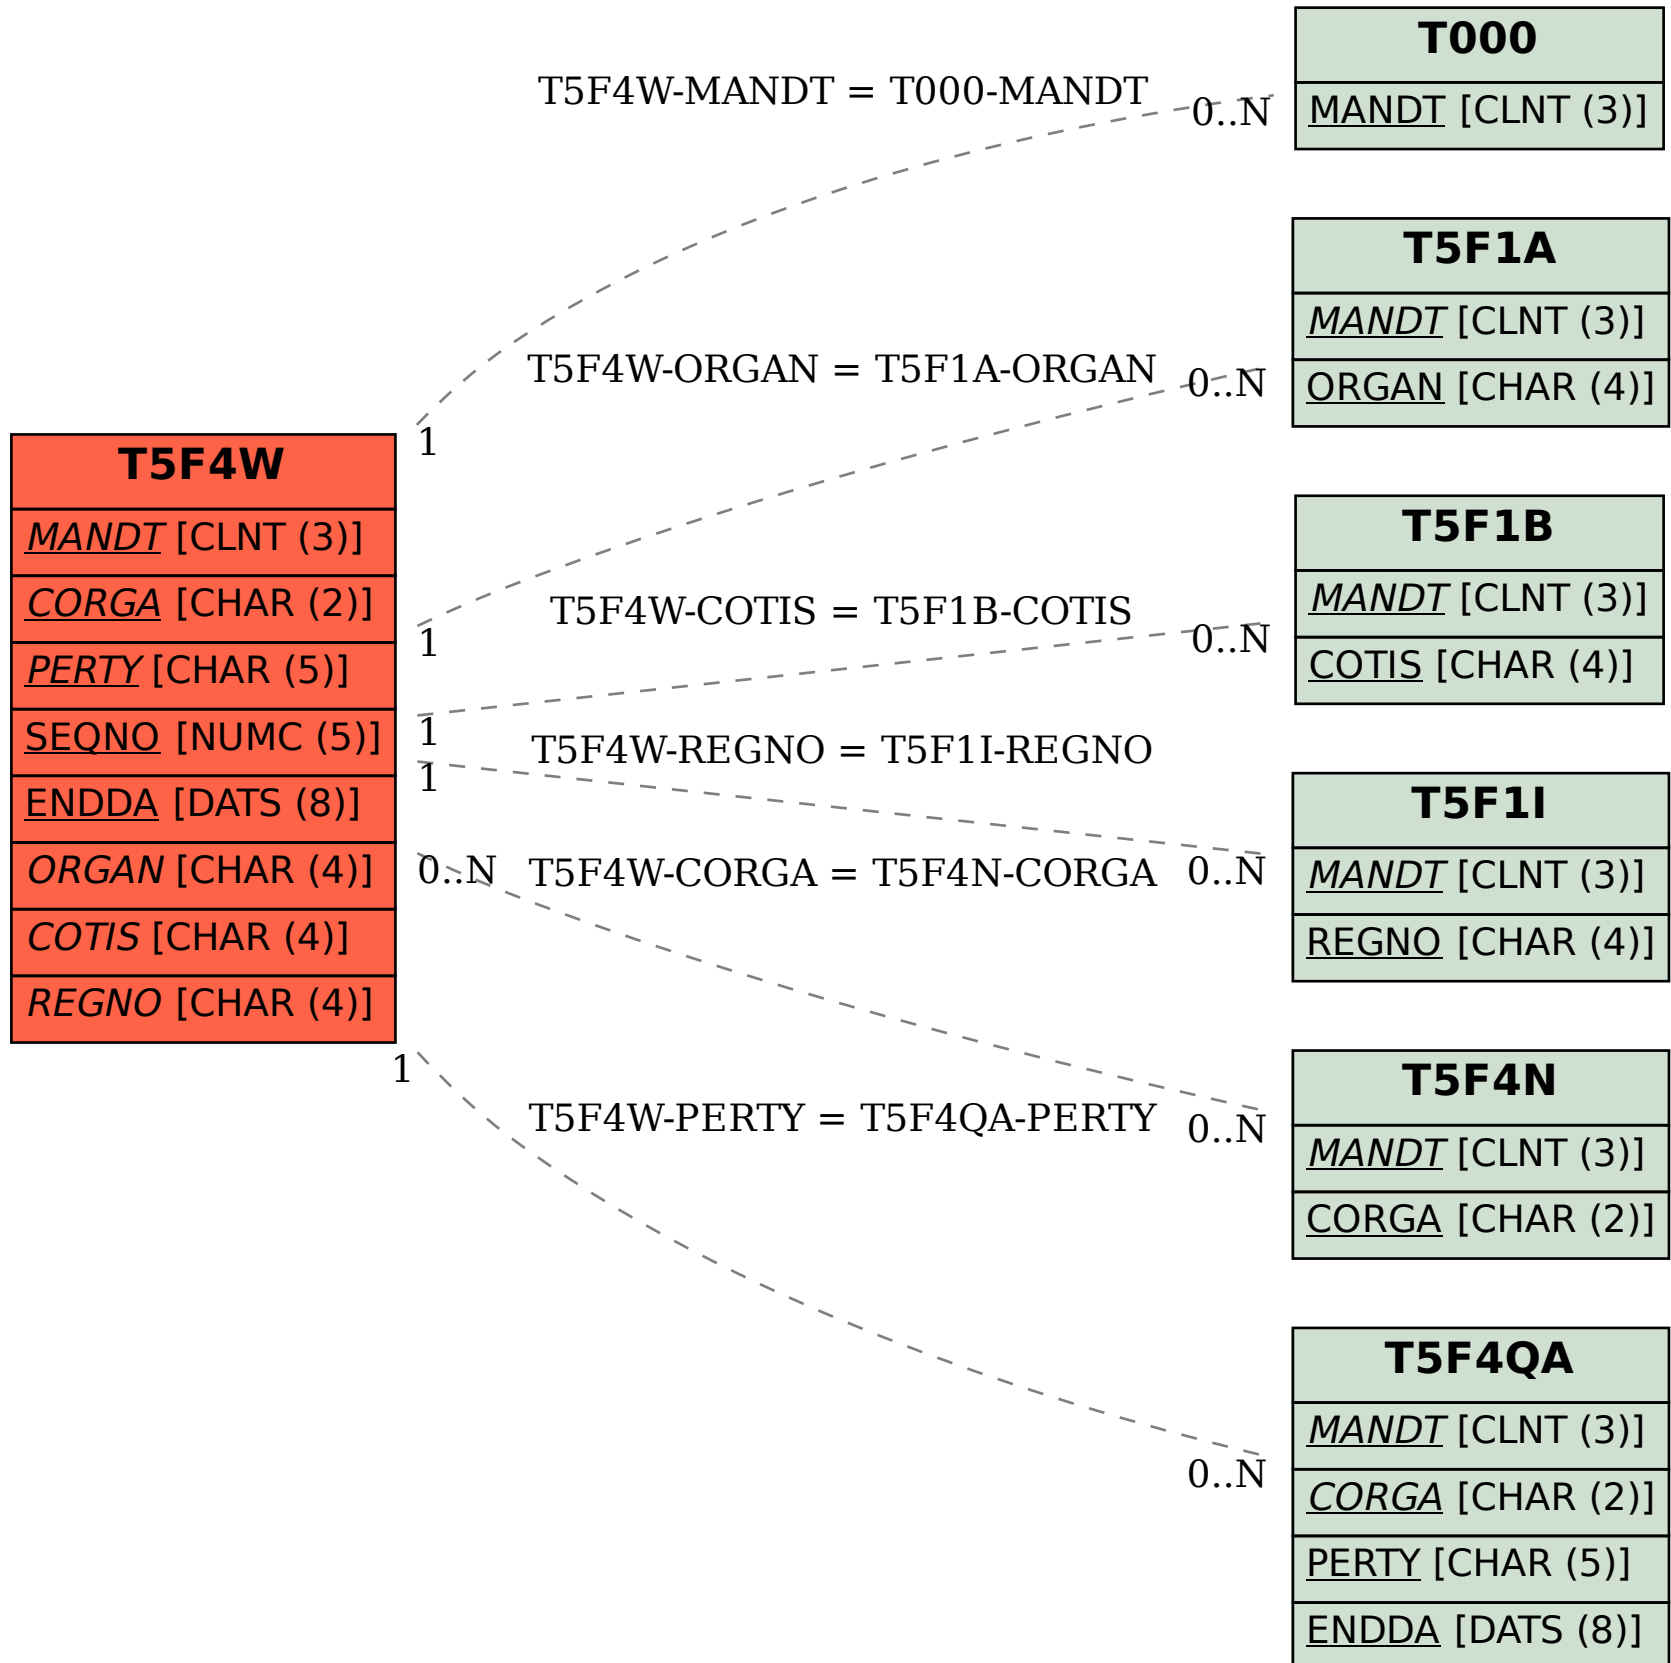 T5F4W
MANDT [CLNT (3)]
CORGA [CHAR (2)]
PERTY [CHAR (5)]
SEQNO [NUMC (5)]
ENDDA [DATS (8)]
ORGAN [CHAR (4)]
COTIS [CHAR (4)]
REGNO [CHAR (4)]
T5F4W-MANDT = T000-MANDT
0..N
1
T5F4W-ORGAN = T5F1A-ORGAN
0..N
1
T5F4W-COTIS = T5F1B-COTIS
0..N
1
T5F4W-REGNO = T5F1I-REGNO
1
0..N
T5F4W-CORGA = T5F4N-CORGA
0..N
0..N
T5F4W-PERTY = T5F4QA-PERTY
1
0..N
T000
MANDT [CLNT (3)]
T5F1A
MANDT [CLNT (3)]
ORGAN [CHAR (4)]
T5F1B
MANDT [CLNT (3)]
COTIS [CHAR (4)]
T5F1I
MANDT [CLNT (3)]
REGNO [CHAR (4)]
T5F4N
MANDT [CLNT (3)]
CORGA [CHAR (2)]
T5F4QA
MANDT [CLNT (3)]
CORGA [CHAR (2)]
PERTY [CHAR (5)]
ENDDA [DATS (8)]